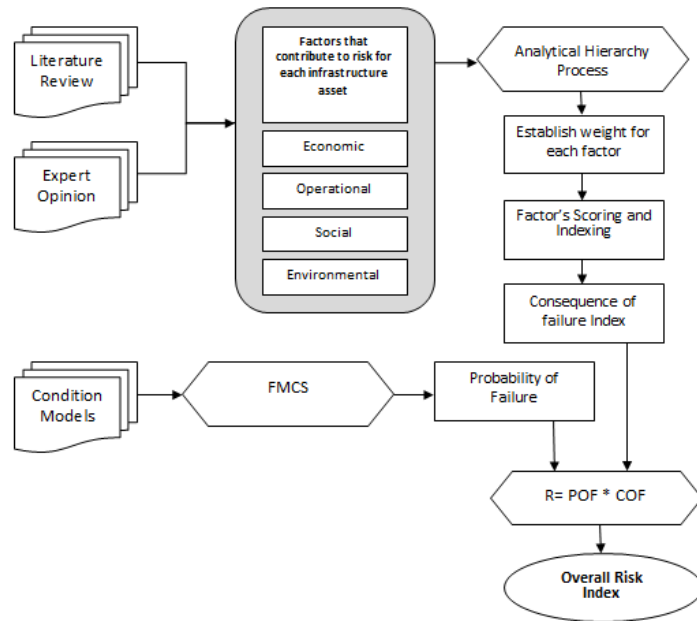 Literature
Review
Expert
Opinion
Factors that
contribute to risk for
each infrastructure
asset
Economic
Operational
Social
Environmental
Analytical Hierarchy
Process
Establish weight for
each factor
Factor's Scoring and
Indexing
Consequence of
failure Index
Condition
Models
FMCS
Probability of
Failure
R= POF * COF
Overall Risk
Index